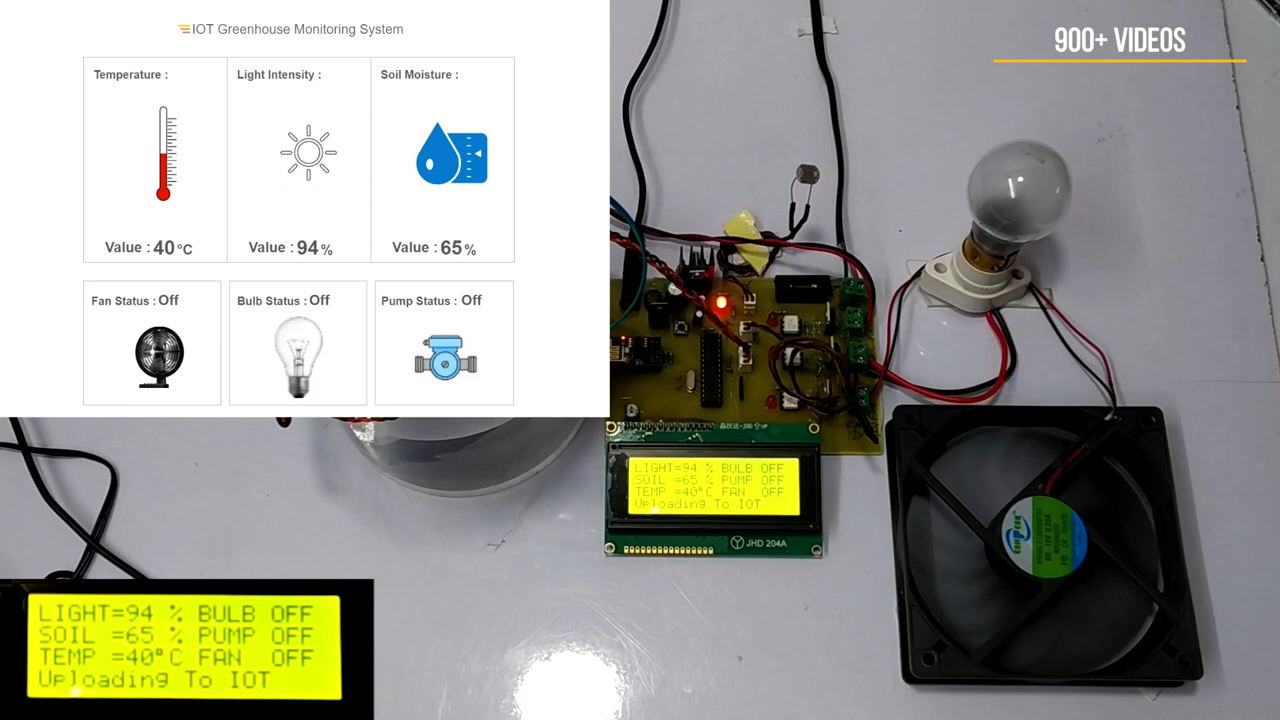 IOT Greenhouse Monitoring System
900+ VIDEOS
Temperature :
Light Intensity :
Soil Moisture :
Value : 40°C
Value : 94%
Value : 65%
Fan Status : Off
Bulb Status : Off
Pump Status : Off
LIGHT=94 % BULB OFF
SOIL =65 % PUMP OFF
TEMP =40°C FAN OFF
Uploading To IOT
JHD 204A
LIGHT=94 % BULB OFF
SOIL =65 % PUMP OFF
TEMP =40°C FAN OFF
Uploading To IOT